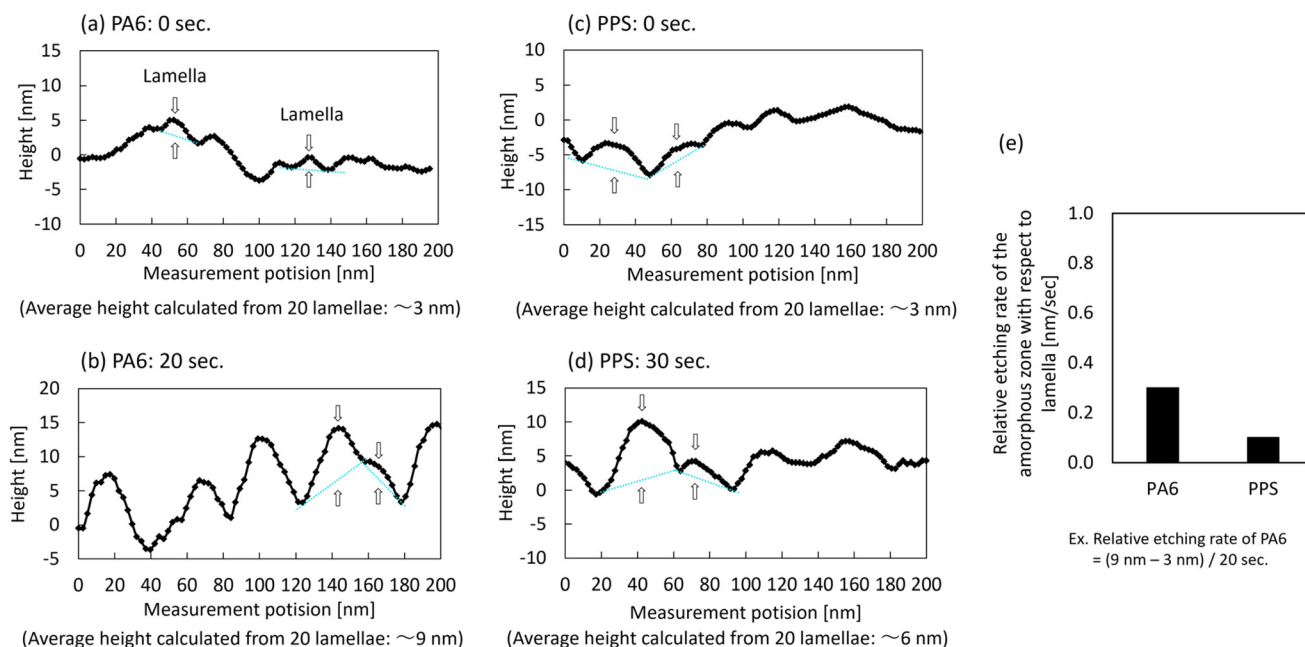 (a) PA6: 0 sec.
15
10
5
0
-5
-10
Height [nm]
Lamella
Lamella
0 20 40 60 80 100 120 140 160 180 200
Measurement potision [nm]
(Average height calculated from 20 lamellae: ~3 nm)
(b) PA6: 20 sec.
20
15
10
5
0
-5
Height [nm]
0 20 40 60 80 100 120 140 160 180 200
Measurement potision [nm]
(Average height calculated from 20 lamellae: ~9 nm)
(c) PPS: 0 sec.
10
5
0
-5
-10
-15
Height [nm]
0 20 40 60 80 100 120 140 160 180 200
Measurement potision [nm]
(Average height calculated from 20 lamellae: ~3 nm)
(d) PPS: 30 sec.
15
10
5
0
-5
-10
Height [nm]
0 20 40 60 80 100 120 140 160 180 200
Measurement potision [nm]
(Average height calculated from 20 lamellae: ~6 nm)
(e)
Relative etching rate of the
amorphous zone with respect to
lamella [nm/sec]
1.0
0.8
0.6
0.4
0.2
0.0
PA6 PPS
Ex. Relative etching rate of PA6
= (9 nm – 3 nm) / 20 sec.